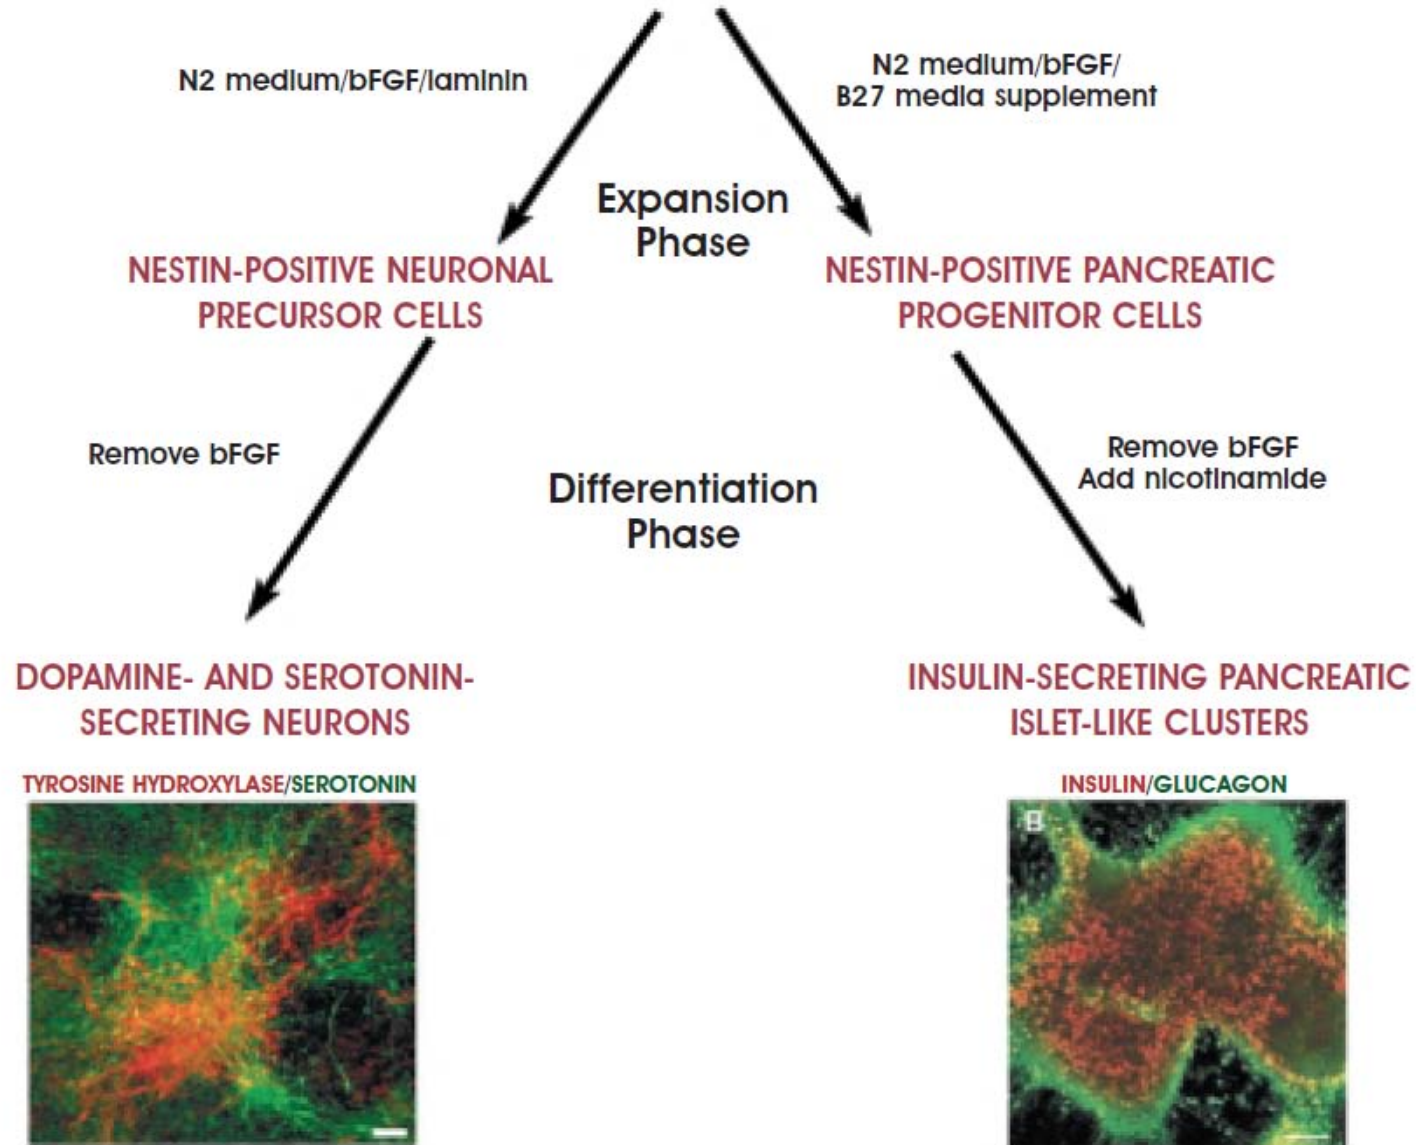 N2 medium/bFGF/laminin
N2 medium/bFGF/
B27 media supplement
Expansion
Phase
NESTIN-POSITIVE NEURONAL
PRECURSOR CELLS
NESTIN-POSITIVE PANCREATIC
PROGENITOR CELLS
Remove bFGF
Remove bFGF
Add nicotinamide
Differentiation
Phase
DOPAMINE- AND SEROTONIN-
SECRETING NEURONS
INSULIN-SECRETING PANCREATIC
ISLET-LIKE CLUSTERS
TYROSINE HYDROXYLASE/SEROTONIN
INSULIN/GLUCAGON
B